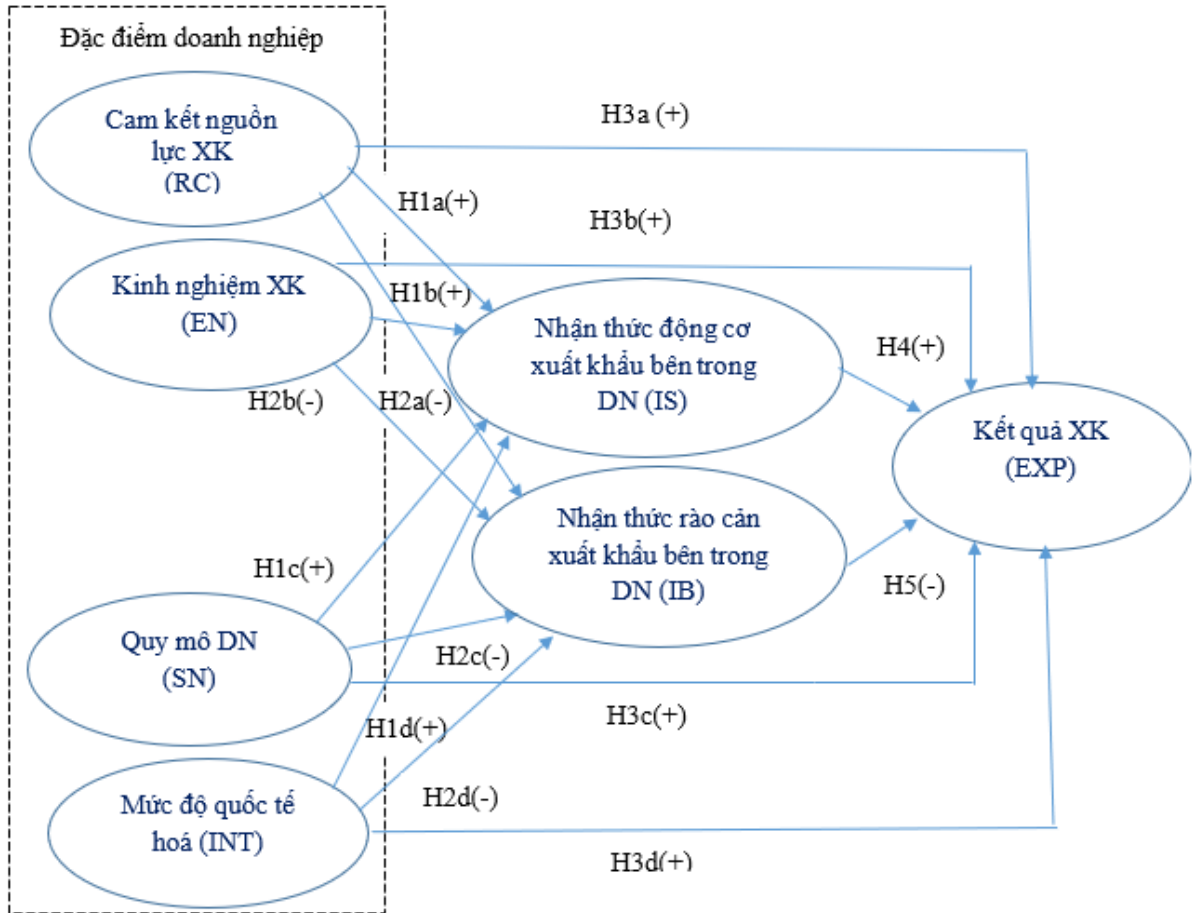 Đặc điểm doanh nghiệp
Cam kết nguồn
lực XK
(RC)
H3a (+)
H1a(+)
H3b(+)
Kinh nghiệm XK
(EN)
H1b(+)
Nhận thức động cơ
xuất khẩu bên trong
DN (IS)
H4(+)
H2b(-)
H2a(-)
Kết quả XK
(EXP)
Nhận thức rào cản
xuất khẩu bên trong
DN (IB)
H1c(+)
H5(-)
Quy mô DN
(SN)
H2c(-)
H3c(+)
H1d(+)
Mức độ quốc tế
hoá (INT)
H2d(-)
H3d(+)